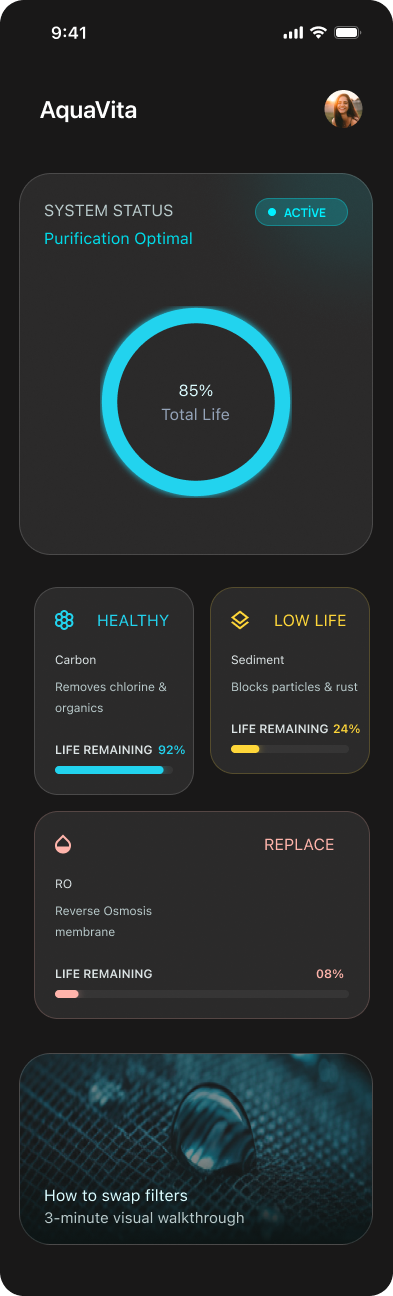 9:41
AquaVita
SYSTEM STATUS
ACTİVE
Purification Optimal
85%
Total Life
HEALTHY
Carbon
Removes chlorine &
organics
LIFE REMAINING 92%
LOW LIFE
Sediment
Blocks particles & rust
LIFE REMAINING 24%
REPLACE
RO
Reverse Osmosis
membrane
LIFE REMAINING 08%
How to swap filters
3-minute visual walkthrough